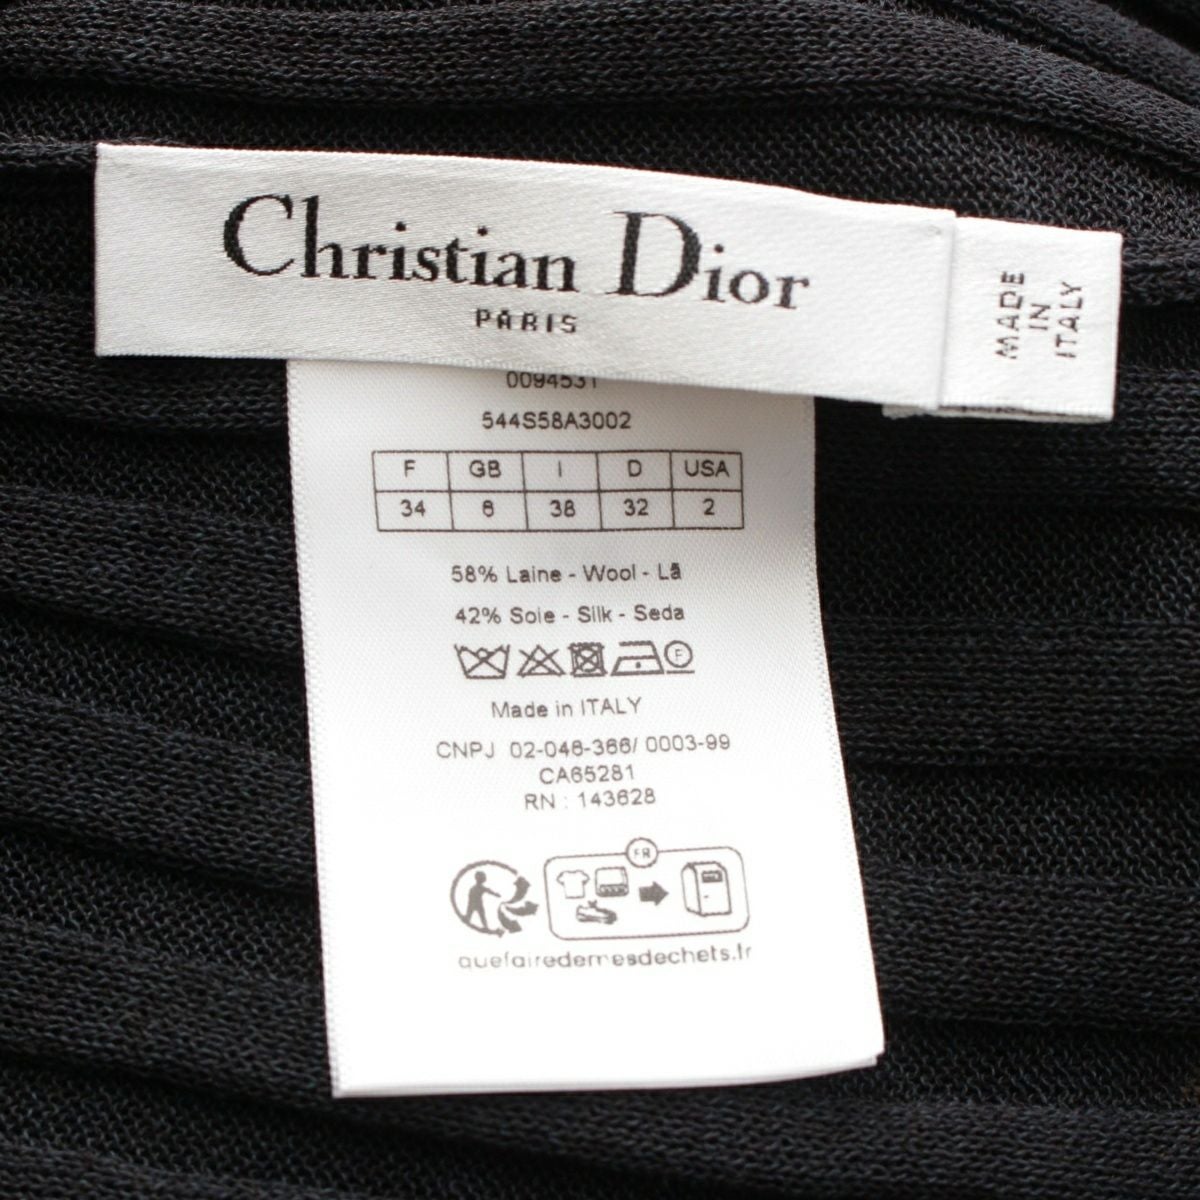 Christian Dior
PARIS
MADE
IN
ITALY
0094531
544S58A3002
F GB I D USA
34 6 38 32 2
58% Laine - Wool - Lã
42% Soie - Silk - Seda
F
Made in ITALY
CNPJ 02-046-366/ 0003-99
CA65281
RN : 143628
FR
quefairedemesdechets.fr